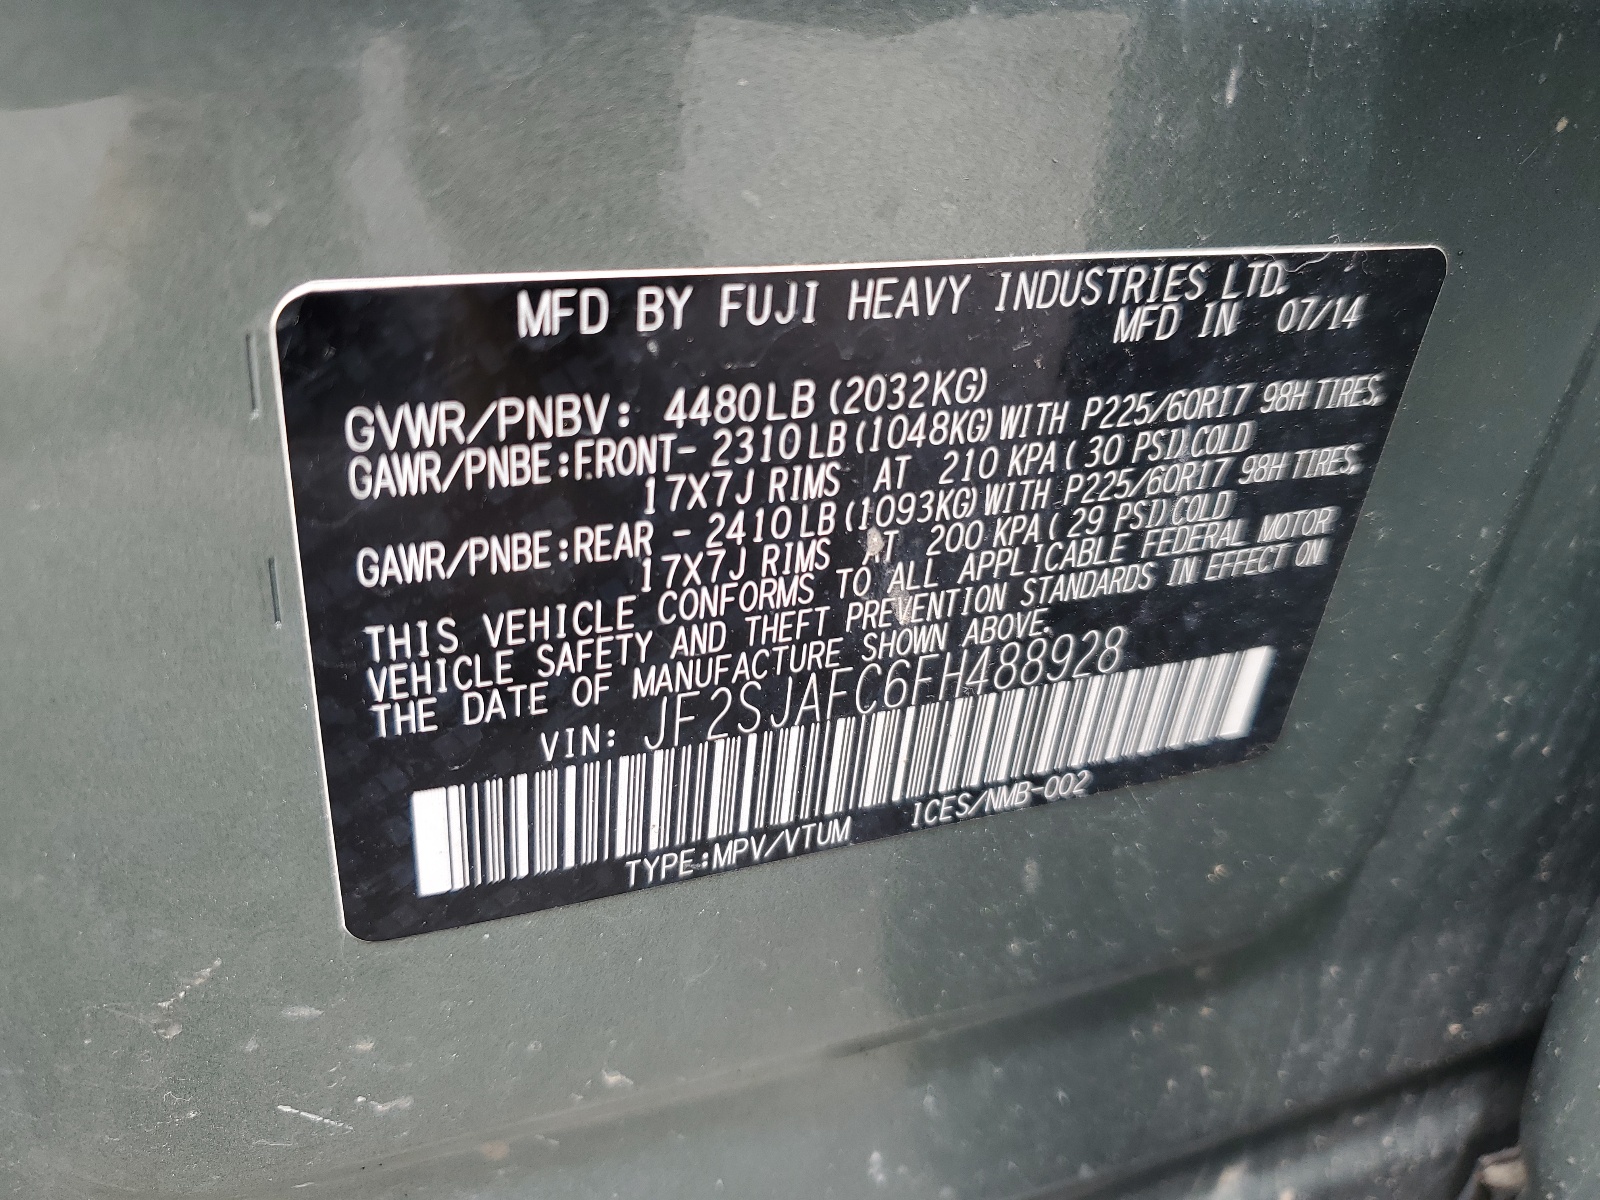 MFD BY FUJI HEAVY INDUSTRIES LTD.
MFD IN 07/14
GVWR/PNBV: 4480LB (2032KG)
GAWR/PNBE:FRONT- 2310LB (1048KG) WITH P225/60R17 98H TIRES,
17X7J RIMS AT 210 KPA ( 30 PSI) COLD
GAWR/PNBE:REAR - 2410LB (1093KG) WITH P225/60R17 98H TIRES,
17X7J RIMS AT 200 KPA ( 29 PSI) COLD
THIS VEHICLE CONFORMS TO ALL APPLICABLE FEDERAL MOTOR
VEHICLE SAFETY AND THEFT PREVENTION STANDARDS IN EFFECT ON
THE DATE OF MANUFACTURE SHOWN ABOVE.
VIN: JF2SJAFC6FH488928
TYPE:MPV/VTUM ICES/NMB-002